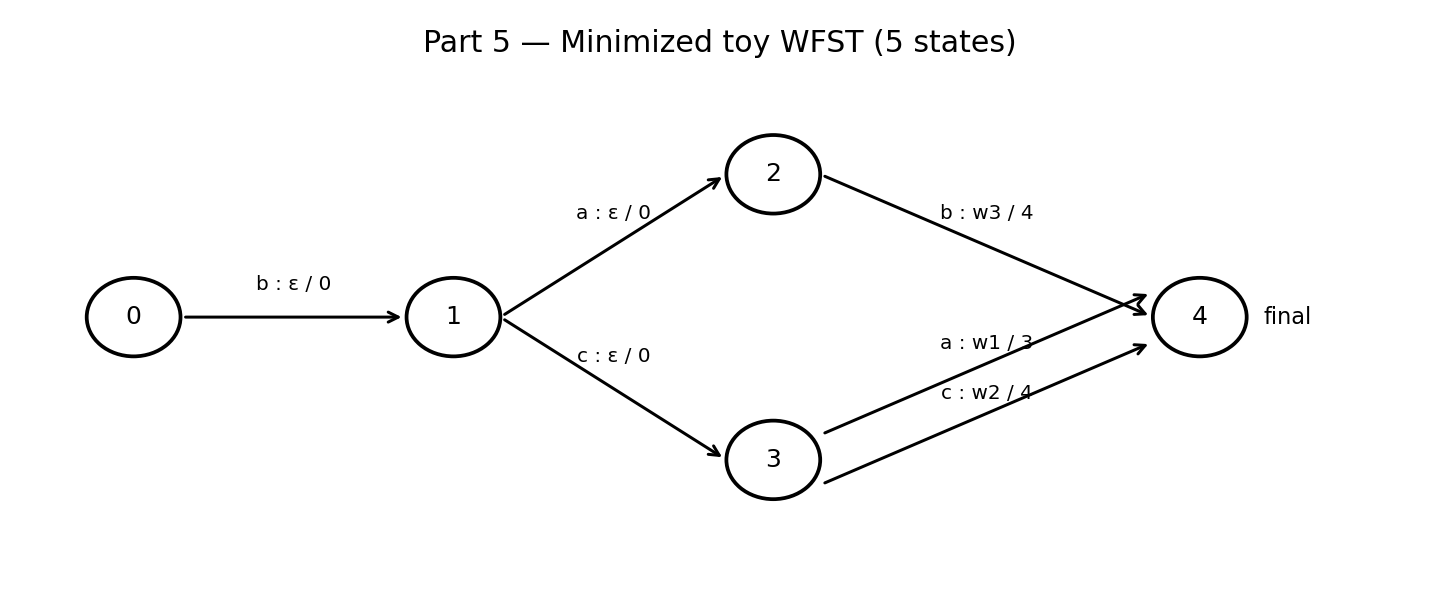 Part 5 — Minimized toy WFST (5 states)
2
a : ε / 0
b : w3 / 4
b : ε / 0
0
1
4
final
a : w1 / 3
c : ε / 0
c : w2 / 4
3